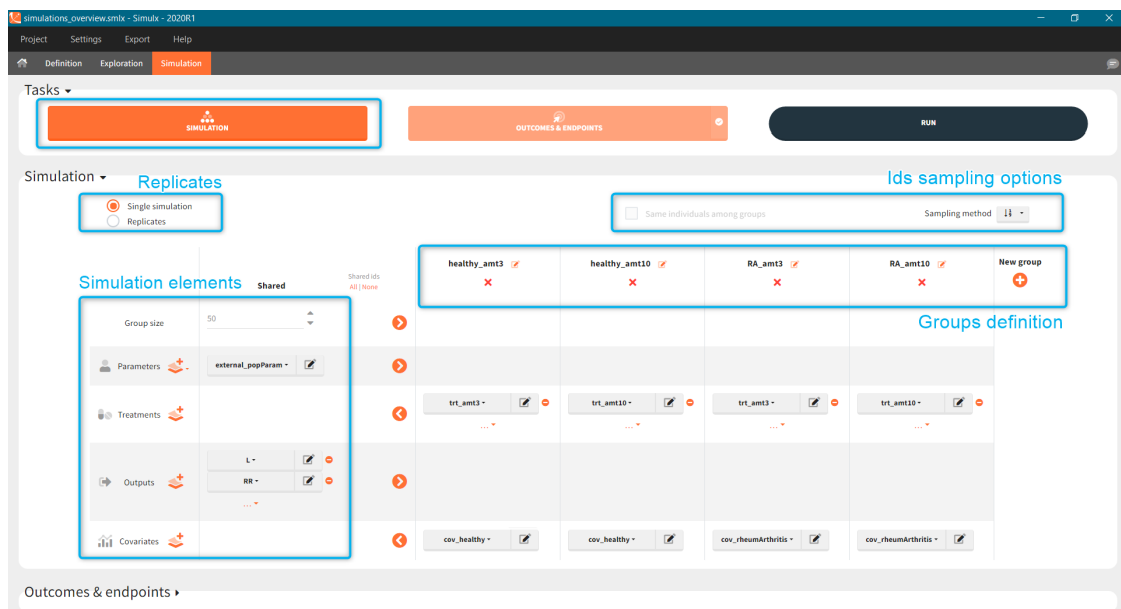 simulations_overview.smlx - Simulx - 2020R1
Project Settings Export Help
Definition Exploration Simulation
Tasks
SIMULATION
OUTCOMES & ENDPOINTS
RUN
Simulation
Replicates
Ids sampling options
Single simulation
Replicates
Same individuals among groups
Sampling method
healthy_amt3 healthy_amt10 RA_amt3 RA_amt10 New group
Simulation elements
Shared
Shared ids
All | None
Groups definition
Group size 50
Parameters external_popParam
Treatments trt_amt3 trt_amt10 trt_amt3 trt_amt10
... ... ... ...
L
Outputs RR
...
Covariates cov_healthy cov_healthy cov_rheumArthritis cov_rheumArthritis
Outcomes & endpoints